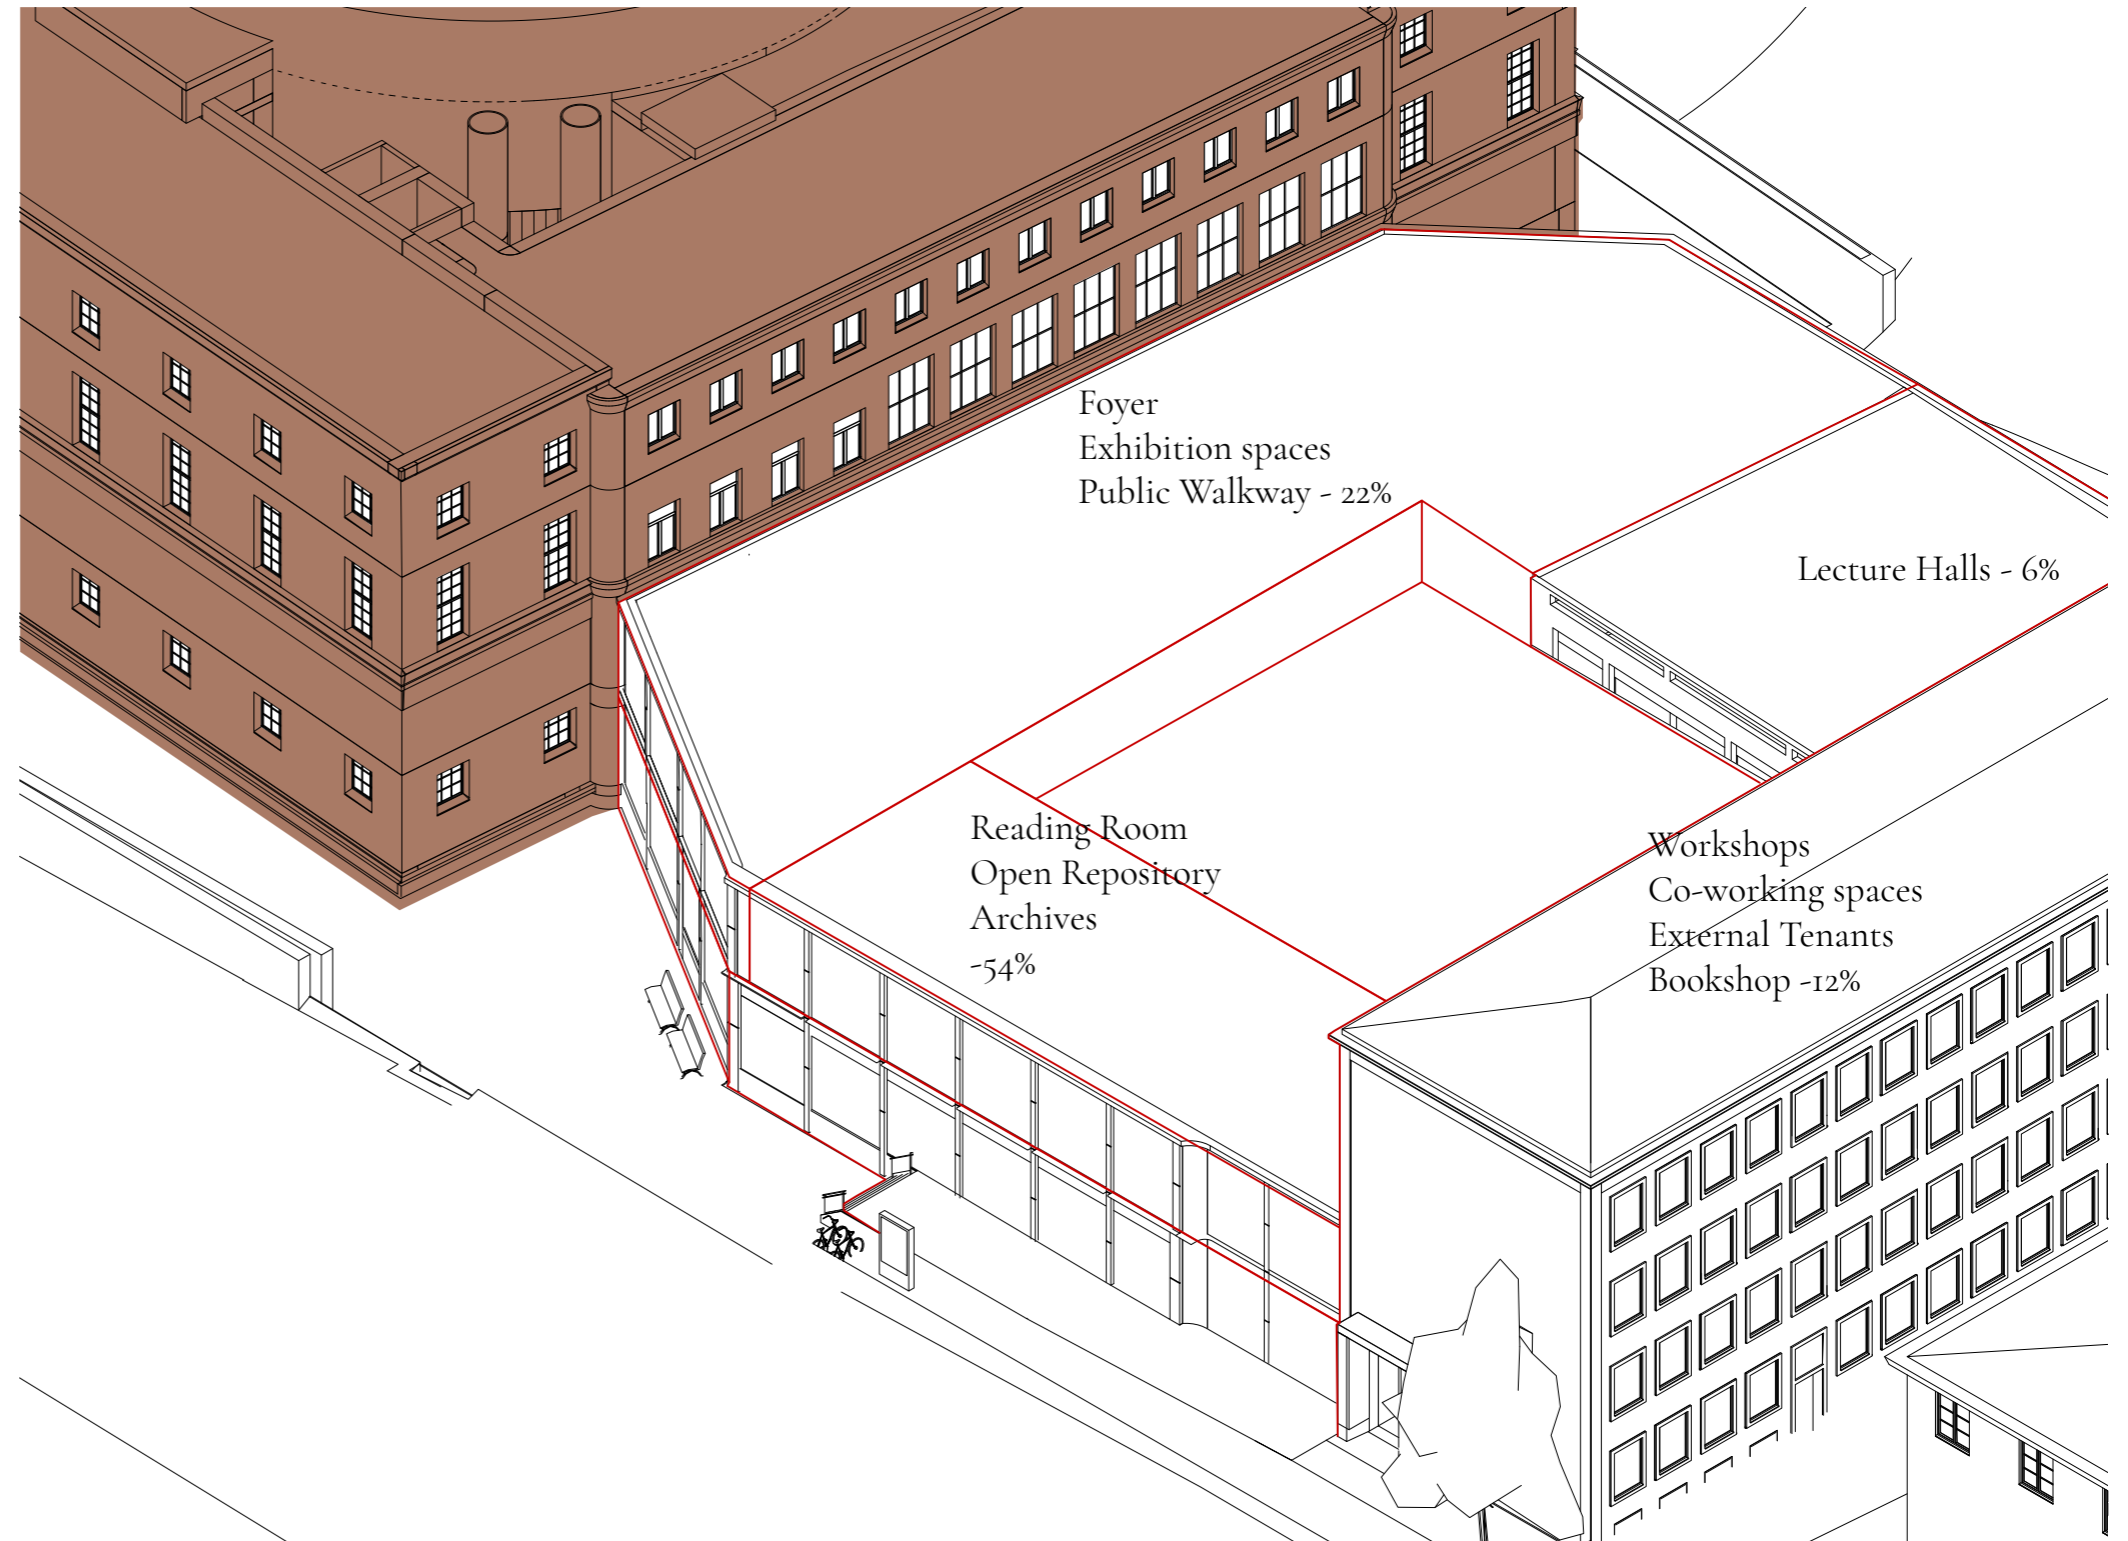 Foyer
Exhibition spaces
Public Walkway - 22%
Lecture Halls - 6%
Reading Room
Open Repository
Archives
-54%
Workshops
Co-working spaces
External Tenants
Bookshop -12%